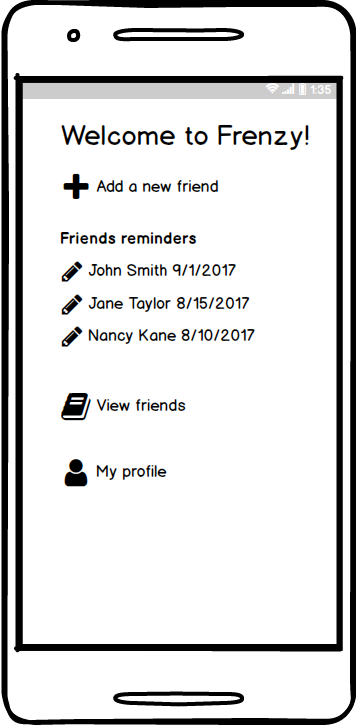 1:35
Welcome to Frenzy!
Add a new friend
Friends reminders
John Smith 9/1/2017
Jane Taylor 8/15/2017
Nancy Kane 8/10/2017
View friends
My profile